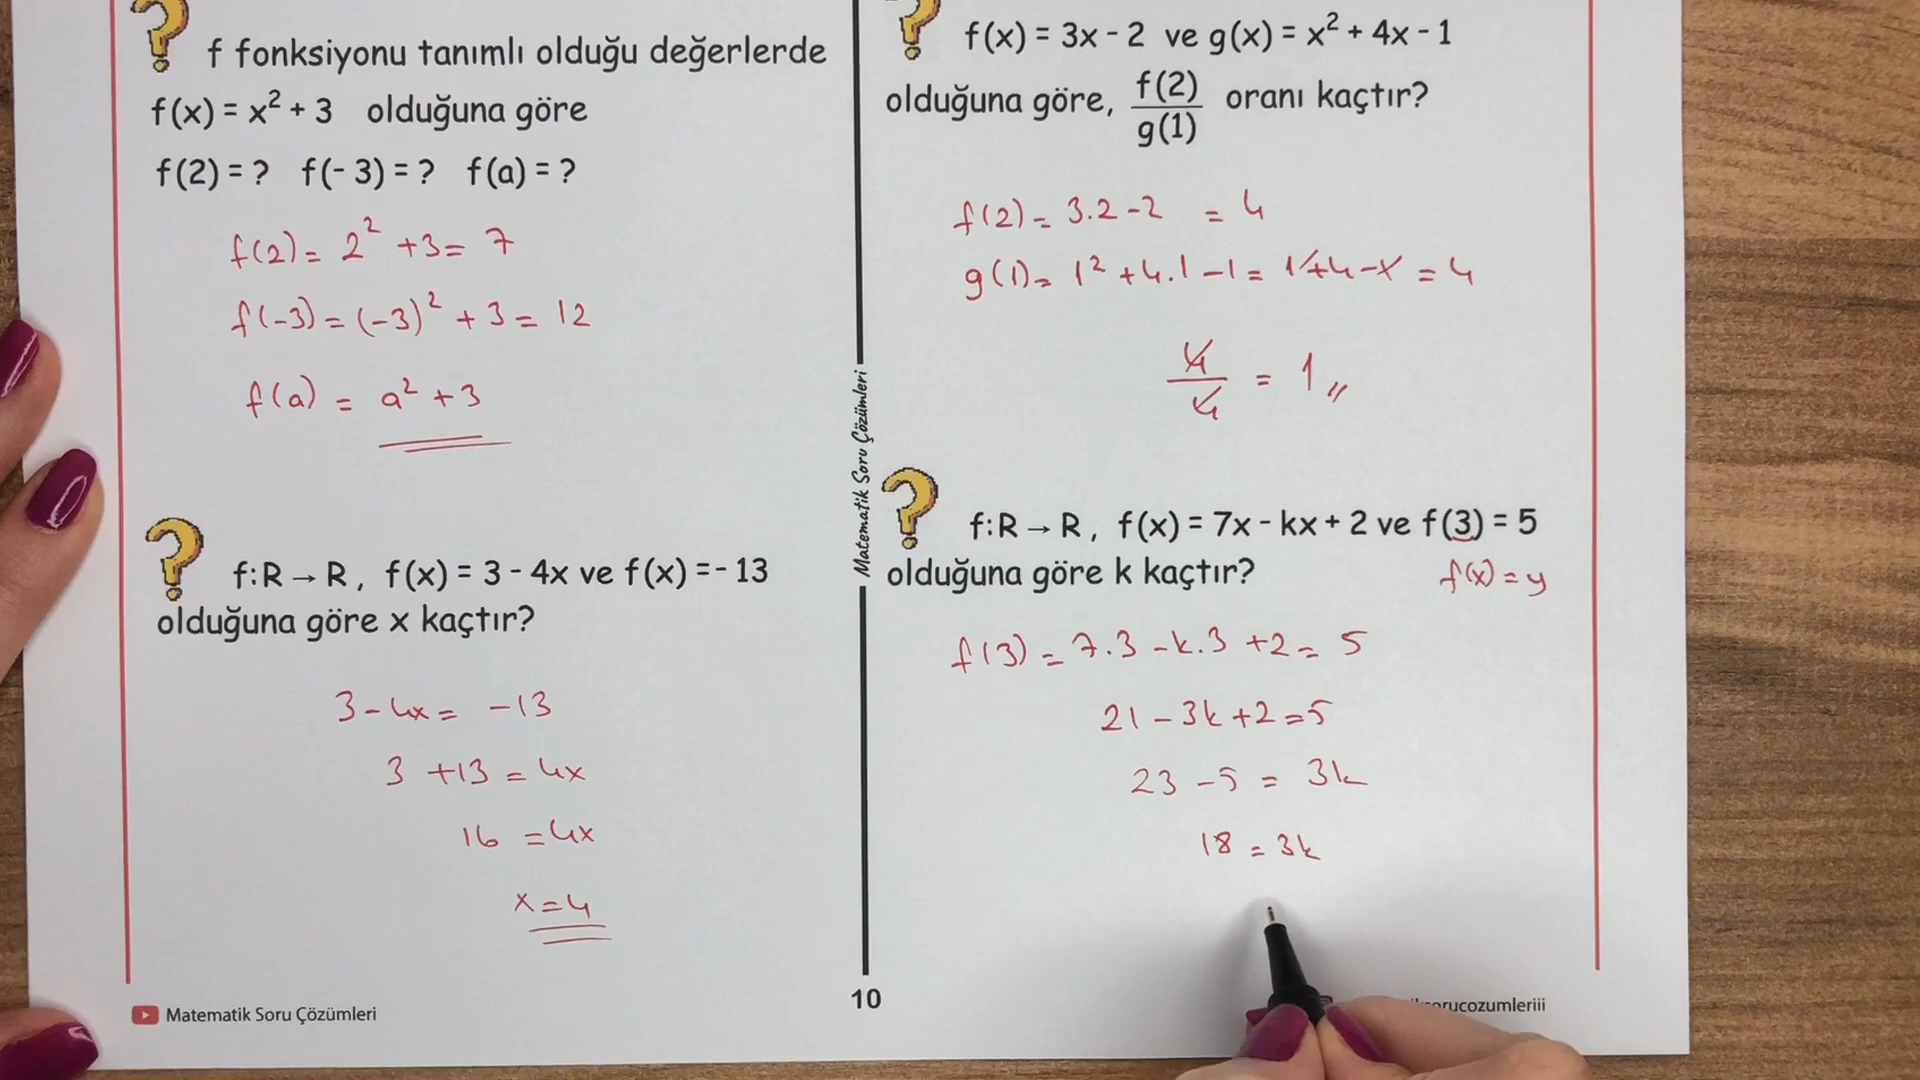 f fonksiyonu tanımlı olduğu değerlerde
f(x) = x² + 3 olduğuna göre
f(2) = ? f(- 3) = ? f(a) = ?
f(2) = 2² +3 = 7
f(-3) = (-3)² + 3 = 12
f(a) = a² + 3
f:R → R , f(x) = 3 - 4x ve f(x) = - 13
olduğuna göre x kaçtır?
3 - 4x = -13
3 +13 = 4x
16 = 4x
x = 4
Matematik Soru Çözümleri
Matematik Soru Çözümleri
10
f(x) = 3x - 2 ve g(x) = x² + 4x - 1
olduğuna göre, f(2)/g(1) oranı kaçtır?
f(2) = 3.2 - 2 = 4
g(1) = 1² + 4.1 - 1 = 1 + 4 - 1 = 4
4/4 = 1
f:R → R , f(x) = 7x - kx + 2 ve f(3) = 5
olduğuna göre k kaçtır?
f(x) = y
f(3) = 7.3 - k.3 + 2 = 5
21 - 3k + 2 = 5
23 - 5 = 3k
18 = 3k